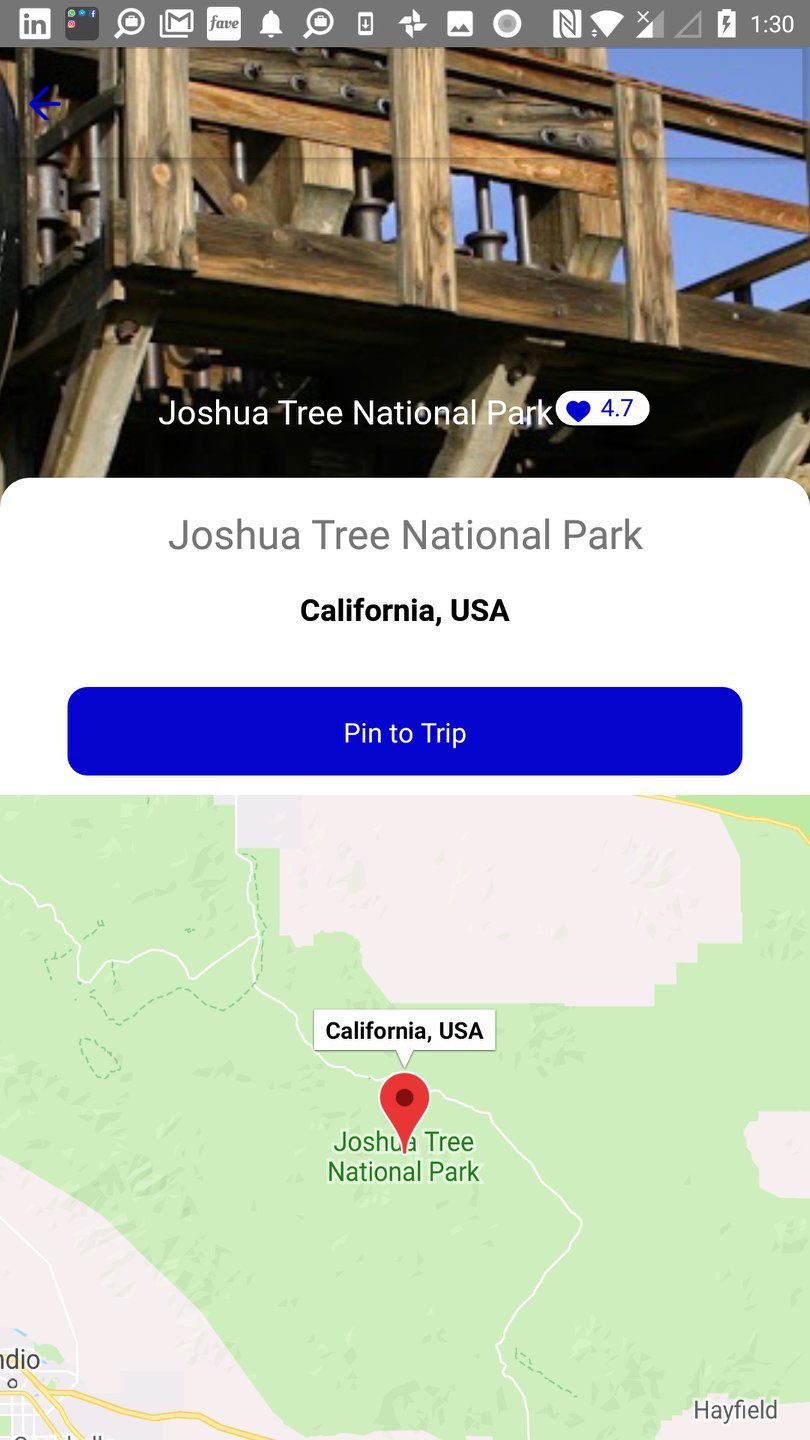 in fave 1:30
Joshua Tree National Park 4.7
Joshua Tree National Park
California, USA
Pin to Trip
California, USA
Joshua Tree
National Park
ndio
Hayfield